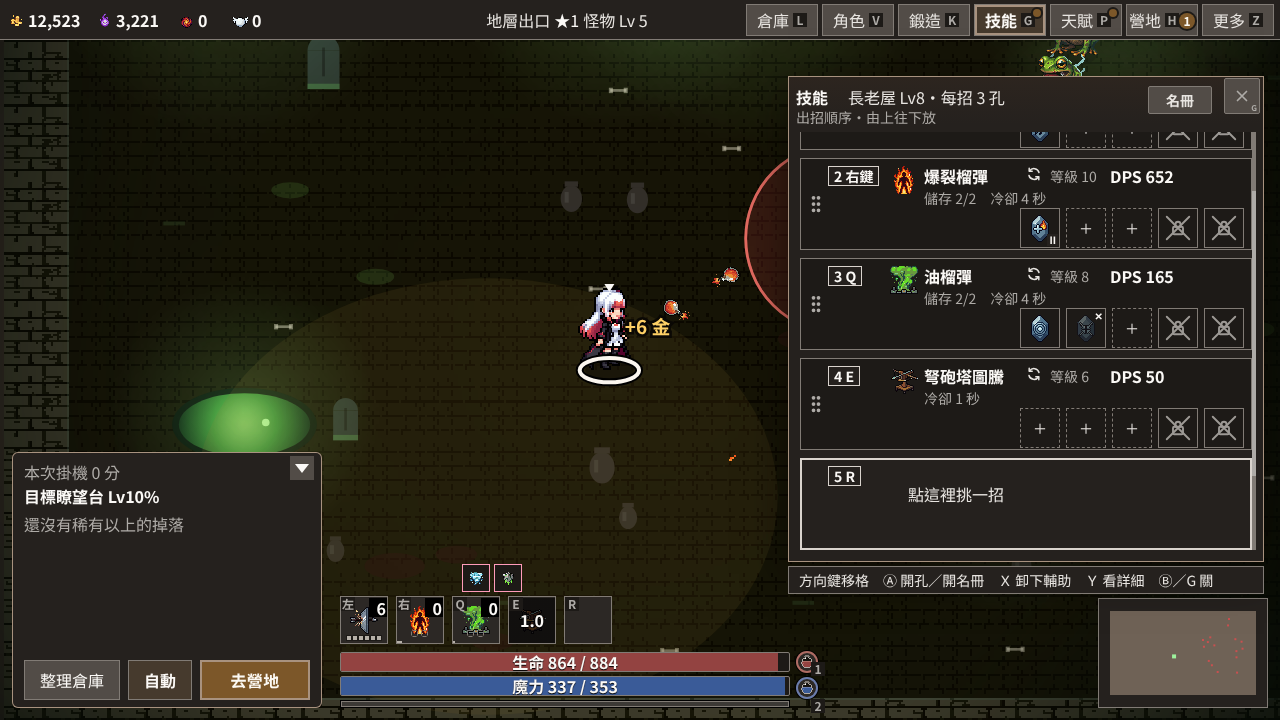 12,523 3,221 0 0
地層出口 ★1 怪物 Lv 5
倉庫 L 角色 V 鍛造 K 技能 G 天賦 P 營地 H 1 更多 Z
技能 長老屋 Lv8・每招 3 孔
名冊
G
出招順序・由上往下放
2 右鍵 爆裂榴彈 等級 10 DPS 652
儲存 2/2 冷卻 4 秒
II + +
3 Q 油榴彈 等級 8 DPS 165
儲存 2/2 冷卻 4 秒
× +
4 E 弩砲塔圖騰 等級 6 DPS 50
冷卻 1 秒
+ + +
5 R
點這裡挑一招
方向鍵移格 Ⓐ 開孔／開名冊 X 卸下輔助 Y 看詳細 Ⓑ／G 關
+6 金
本次掛機 0 分
目標瞭望台 Lv10%
還沒有稀有以上的掉落
整理倉庫 自動 去營地
左 6 右 0 Q 0 E 1.0 R
生命 864 / 884
1
魔力 337 / 353
2